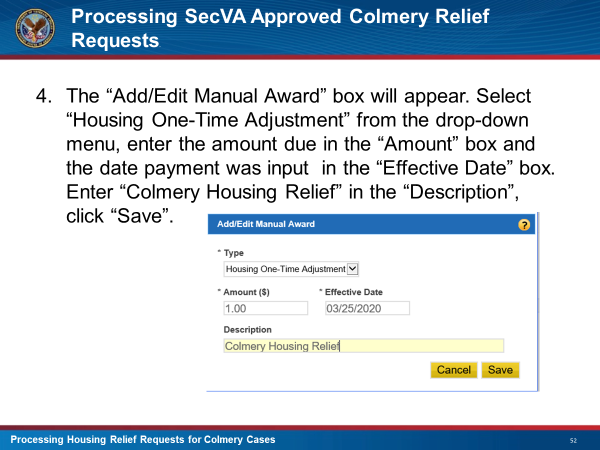 Processing SecVA Approved Colmery Relief
Requests
4. The “Add/Edit Manual Award” box will appear. Select
“Housing One-Time Adjustment” from the drop-down
menu, enter the amount due in the “Amount” box and
the date payment was input in the “Effective Date” box.
Enter “Colmery Housing Relief” in the “Description”,
click “Save”.
Add/Edit Manual Award ?
* Type
Housing One-Time Adjustment
* Amount ($) * Effective Date
1.00 03/25/2020
Description
Colmery Housing Relief
Cancel Save
Processing Housing Relief Requests for Colmery Cases 52